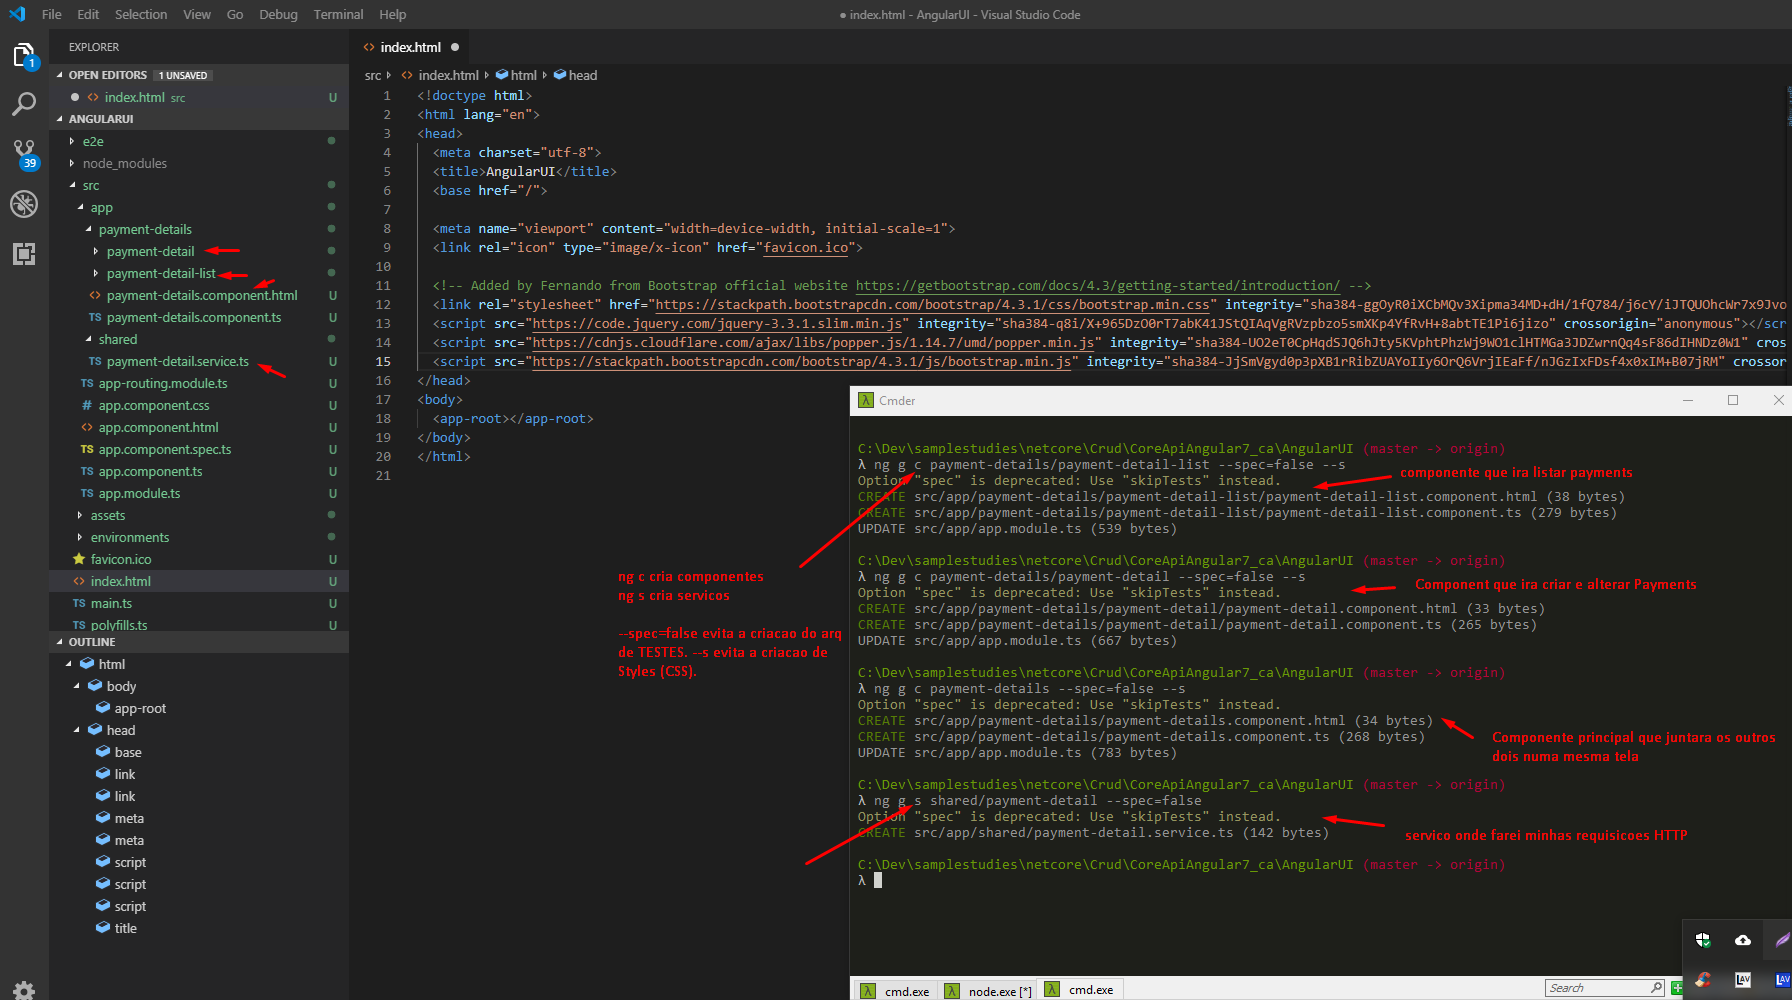 File Edit Selection View Go Debug Terminal Help
● index.html - AngularUI - Visual Studio Code
EXPLORER
OPEN EDITORS 1 UNSAVED
index.html src U
ANGULARUI
e2e
node_modules
src
app
payment-details
payment-detail
payment-detail-list
payment-details.component.html U
payment-details.component.ts U
shared
payment-detail.service.ts U
app-routing.module.ts U
app.component.css U
app.component.html U
app.component.spec.ts U
app.component.ts U
app.module.ts U
assets
environments
favicon.ico U
index.html U
main.ts U
polyfills.ts U
OUTLINE
html
body
app-root
head
base
link
link
meta
meta
script
script
script
title
1
39
index.html
src index.html html head
1 <!doctype html>
2 <html lang="en">
3 <head>
4 <meta charset="utf-8">
5 <title>AngularUI</title>
6 <base href="/">
7
8 <meta name="viewport" content="width=device-width, initial-scale=1">
9 <link rel="icon" type="image/x-icon" href="favicon.ico">
10
11 <!-- Added by Fernando from Bootstrap official website https://getbootstrap.com/docs/4.3/getting-started/introduction/ -->
12 <link rel="stylesheet" href="https://stackpath.bootstrapcdn.com/bootstrap/4.3.1/css/bootstrap.min.css" integrity="sha384-ggOyR0iXCbMQv3Xipma34MD+dH/1fQ784/j6cY/iJTQUOhcWr7x9Jvo
13 <script src="https://code.jquery.com/jquery-3.3.1.slim.min.js" integrity="sha384-q8i/X+965DzO0rT7abK41JStQIAqVgRVzpbzo5smXKp4YfRvH+8abtTE1Pi6jizo" crossorigin="anonymous"></scr
14 <script src="https://cdnjs.cloudflare.com/ajax/libs/popper.js/1.14.7/umd/popper.min.js" integrity="sha384-UO2eT0CpHqdSJQ6hJty5KVphtPhzWj9WO1clHTMGa3JDZwrnQq4sF86dIHNDz0W1" cros
15 <script src="https://stackpath.bootstrapcdn.com/bootstrap/4.3.1/js/bootstrap.min.js" integrity="sha384-JjSmVgyd0p3pXB1rRibZUAYoIIy6OrQ6VrjIEaFf/nJGzIxFDsf4x0xIM+B07jRM" crossor
16 </head>
17 <body>
18 <app-root></app-root>
19 </body>
20 </html>
21
ng c cria componentes
ng s cria servicos
--spec=false evita a criacao do arq
de TESTES. --s evita a criacao de
Styles (CSS).
Cmder
C:\Dev\samplestudies\netcore\Crud\CoreApiAngular7_ca\AngularUI (master -> origin)
λ ng g c payment-details/payment-detail-list --spec=false --s
Option "spec" is deprecated: Use "skipTests" instead.
componente que ira listar payments
CREATE src/app/payment-details/payment-detail-list/payment-detail-list.component.html (38 bytes)
CREATE src/app/payment-details/payment-detail-list/payment-detail-list.component.ts (279 bytes)
UPDATE src/app/app.module.ts (539 bytes)
C:\Dev\samplestudies\netcore\Crud\CoreApiAngular7_ca\AngularUI (master -> origin)
λ ng g c payment-details/payment-detail --spec=false --s
Option "spec" is deprecated: Use "skipTests" instead.
Component que ira criar e alterar Payments
CREATE src/app/payment-details/payment-detail/payment-detail.component.html (33 bytes)
CREATE src/app/payment-details/payment-detail/payment-detail.component.ts (265 bytes)
UPDATE src/app/app.module.ts (667 bytes)
C:\Dev\samplestudies\netcore\Crud\CoreApiAngular7_ca\AngularUI (master -> origin)
λ ng g c payment-details --spec=false --s
Option "spec" is deprecated: Use "skipTests" instead.
CREATE src/app/payment-details/payment-details.component.html (34 bytes)
CREATE src/app/payment-details/payment-details.component.ts (268 bytes)
UPDATE src/app/app.module.ts (783 bytes)
Componente principal que juntara os outros
dois numa mesma tela
C:\Dev\samplestudies\netcore\Crud\CoreApiAngular7_ca\AngularUI (master -> origin)
λ ng g s shared/payment-detail --spec=false
Option "spec" is deprecated: Use "skipTests" instead.
CREATE src/app/shared/payment-detail.service.ts (142 bytes)
servico onde farei minhas requisicoes HTTP
C:\Dev\samplestudies\netcore\Crud\CoreApiAngular7_ca\AngularUI (master -> origin)
λ
cmd.exe
node.exe [*]
cmd.exe
Search
LAV
LAV